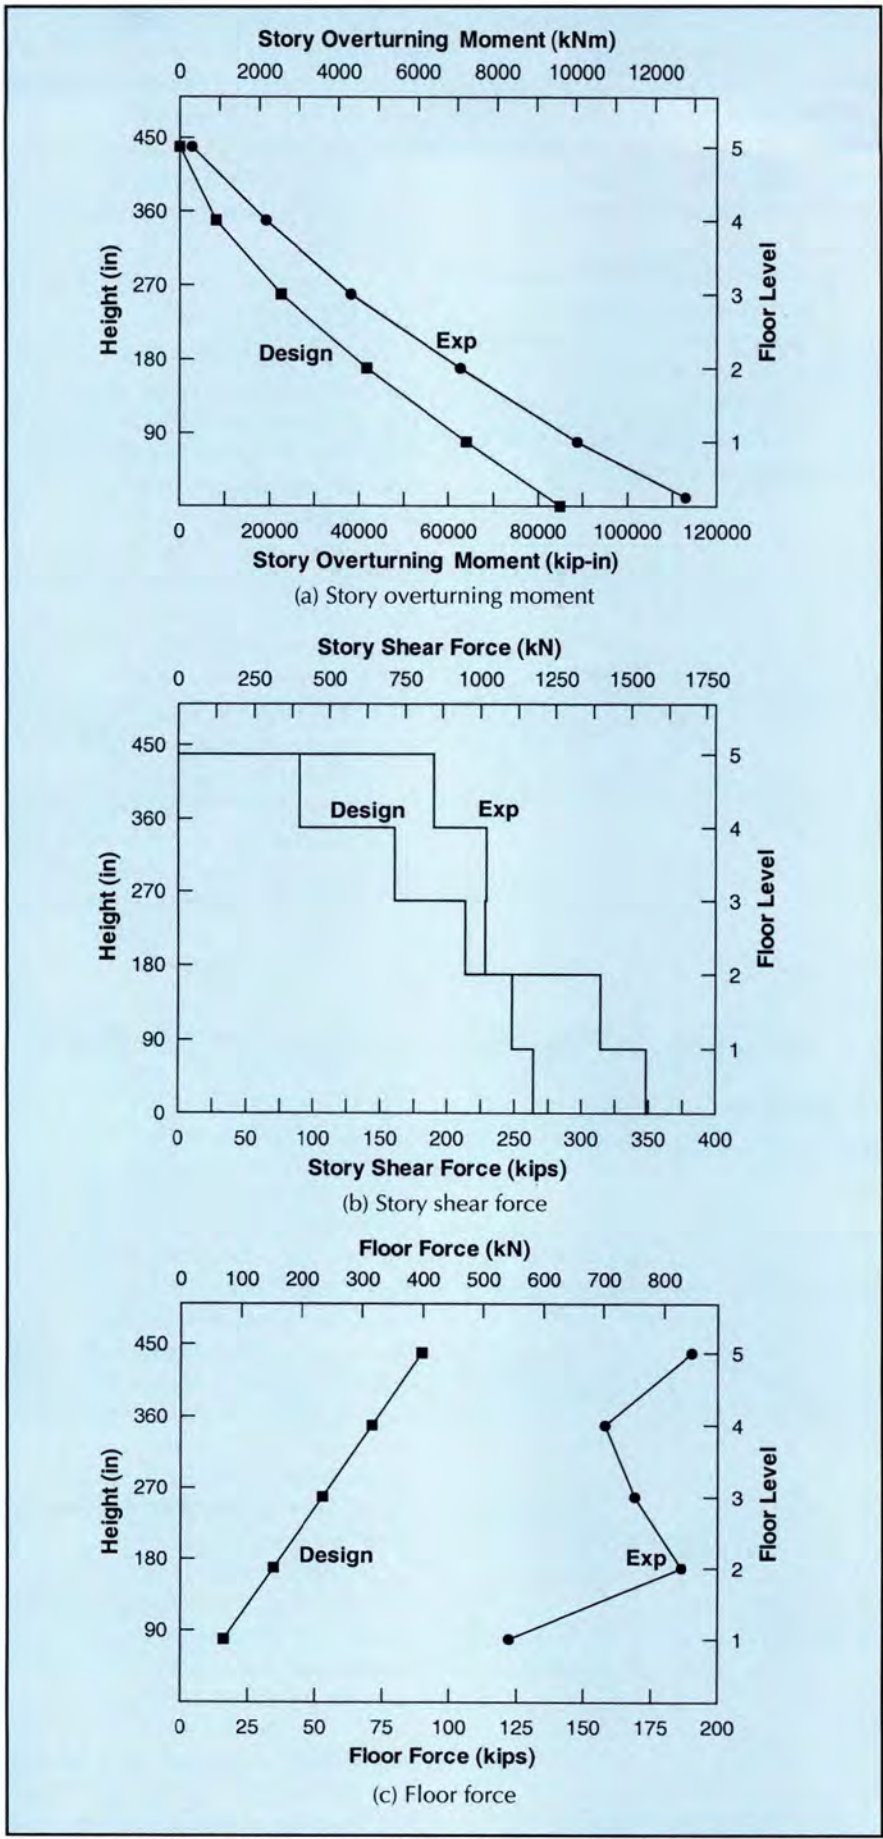 Story Overturning Moment (kNm)
0 2000 4000 6000 8000 10000 12000
450
360
270
180
90
Height (in)
Design
Exp
5
4
3
2
1
Floor Level
0 20000 40000 60000 80000 100000 120000
Story Overturning Moment (kip-in)
(a) Story overturning moment
Story Shear Force (kN)
0 250 500 750 1000 1250 1500 1750
450
360
270
180
90
0
Height (in)
Design
Exp
5
4
3
2
1
Floor Level
0 50 100 150 200 250 300 350 400
Story Shear Force (kips)
(b) Story shear force
Floor Force (kN)
0 100 200 300 400 500 600 700 800
450
360
270
180
90
Height (in)
Design
Exp
5
4
3
2
1
Floor Level
0 25 50 75 100 125 150 175 200
Floor Force (kips)
(c) Floor force